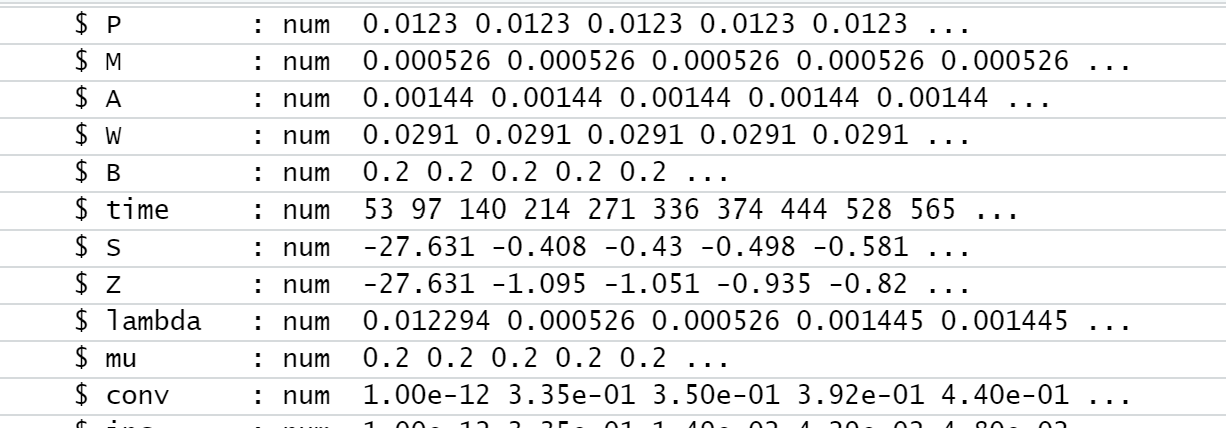 $ P        : num  0.0123 0.0123 0.0123 0.0123 0.0123 ...
$ M        : num  0.000526 0.000526 0.000526 0.000526 0.000526 ...
$ A        : num  0.00144 0.00144 0.00144 0.00144 0.00144 ...
$ W        : num  0.0291 0.0291 0.0291 0.0291 0.0291 ...
$ B        : num  0.2 0.2 0.2 0.2 0.2 ...
$ time     : num  53 97 140 214 271 336 374 444 528 565 ...
$ S        : num  -27.631 -0.408 -0.43 -0.498 -0.581 ...
$ Z        : num  -27.631 -1.095 -1.051 -0.935 -0.82 ...
$ lambda   : num  0.012294 0.000526 0.000526 0.001445 0.001445 ...
$ mu       : num  0.2 0.2 0.2 0.2 0.2 ...
$ conv     : num  1.00e-12 3.35e-01 3.50e-01 3.92e-01 4.40e-01 ...